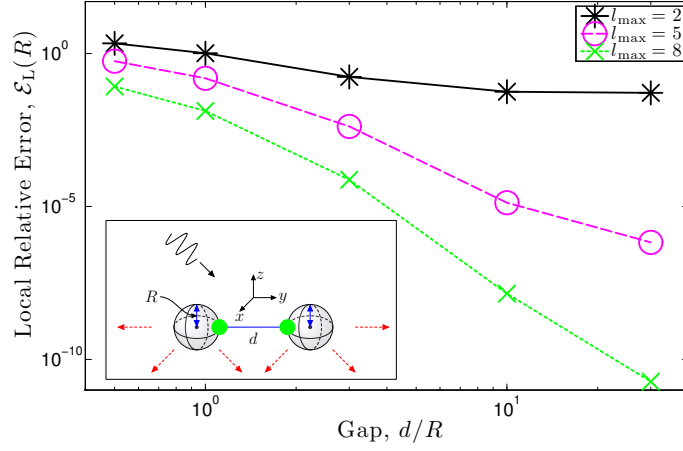 l_max = 2
l_max = 5
l_max = 8
Local Relative Error, ℰ_L(R)
10^0
10^-5
10^-10
z
R
x
y
d
10^0
10^1
Gap, d/R